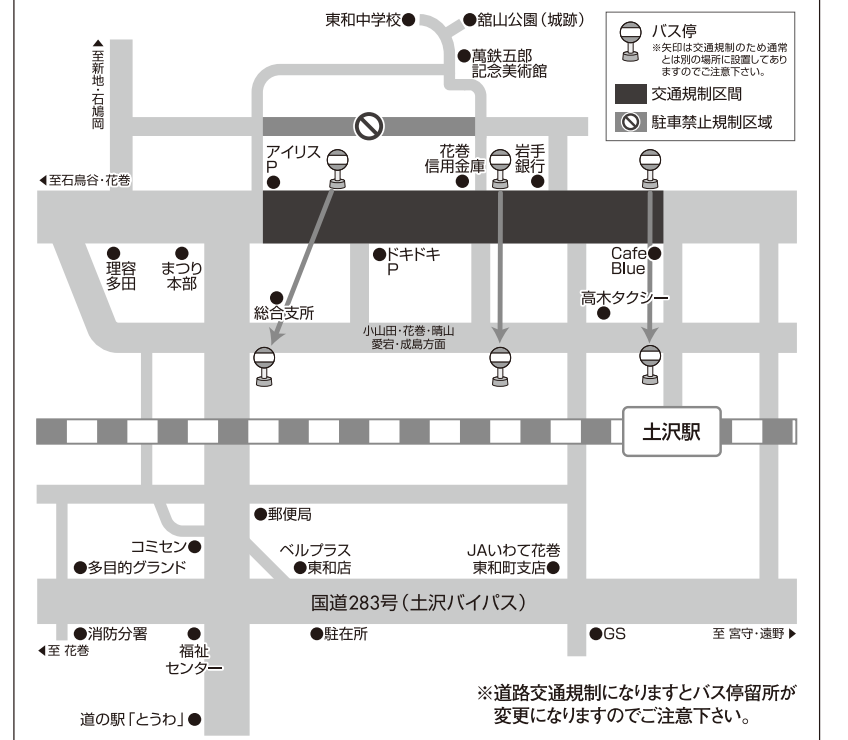 東和中学校
舘山公園（城跡）
萬鉄五郎
記念美術館
バス停
※矢印は交通規制のため通常
とは別の場所に設置してあり
ますのでご注意下さい。
交通規制区間
駐車禁止規制区域
▲至新地・石鳩岡
アイリス
P
花巻
信用金庫
岩手
銀行
◀至石鳥谷・花巻
理容
多田
まつり
本部
ドキドキ
P
Cafe
Blue
総合支所
高木タクシー
小山田・花巻・晴山
愛宕・成島方面
土沢駅
郵便局
コミセン
多目的グランド
ベルプラス
東和店
JAいわて花巻
東和町支店
国道283号（土沢バイパス）
消防分署
◀至 花巻
福祉
センター
駐在所
GS
至 宮守・遠野▶
道の駅「とうわ」
※道路交通規制になりますとバス停留所が
変更になりますのでご注意下さい。